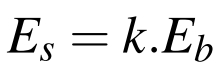 E_s = k.E_b